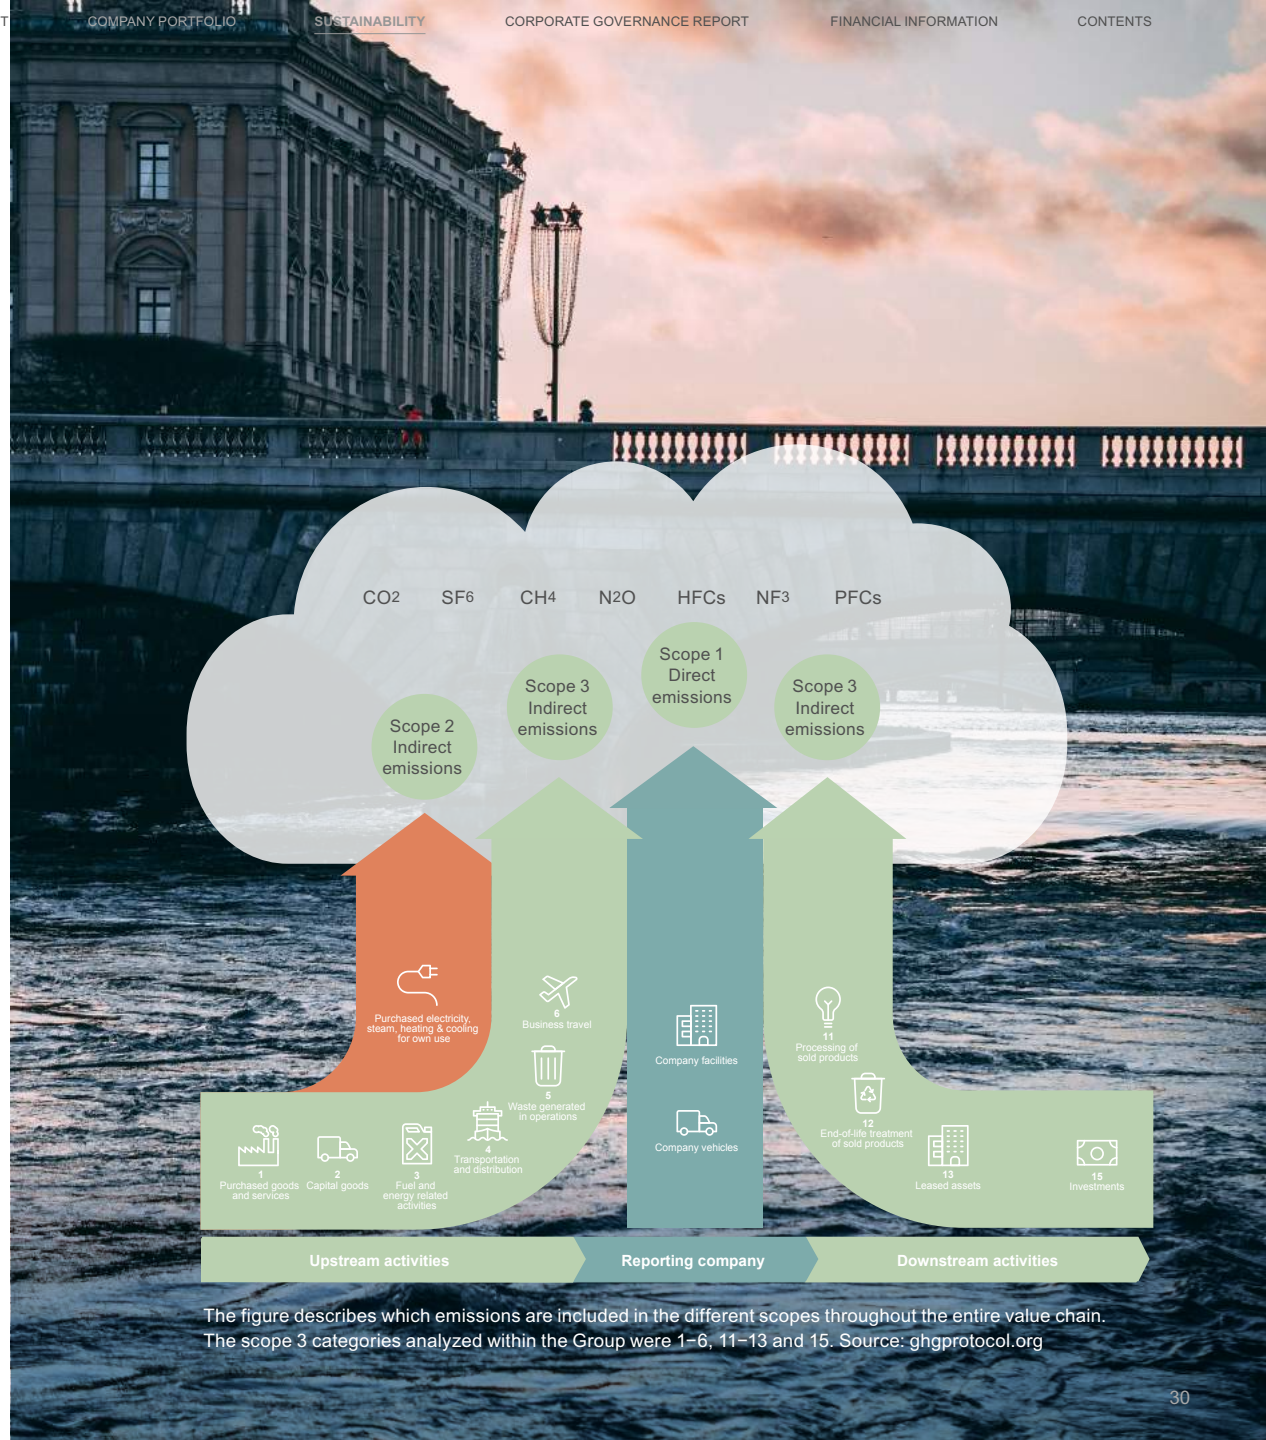 T
COMPANY PORTFOLIO
SUSTAINABILITY
CORPORATE GOVERNANCE REPORT
FINANCIAL INFORMATION
CONTENTS
CO2
SF6
CH4
N2O
HFCs
NF3
PFCs
Scope 2
Indirect
emissions
Scope 3
Indirect
emissions
Scope 1
Direct
emissions
Scope 3
Indirect
emissions
Purchased electricity,
steam, heating & cooling
for own use
6
Business travel
5
Waste generated
in operations
4
Transportation
and distribution
1
Purchased goods
and services
2
Capital goods
3
Fuel and
energy related
activities
Company facilities
Company vehicles
11
Processing of
sold products
12
End-of-life treatment
of sold products
13
Leased assets
15
Investments
Upstream activities
Reporting company
Downstream activities
The figure describes which emissions are included in the different scopes throughout the entire value chain.
The scope 3 categories analyzed within the Group were 1–6, 11–13 and 15. Source: ghgprotocol.org
30